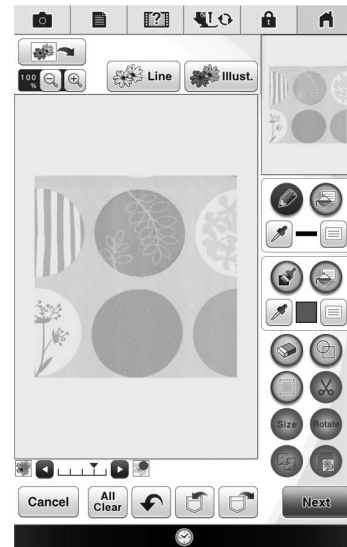 ?
100
%
Line
Illust.
Size
Rotate
Cancel
All
Clear
Next